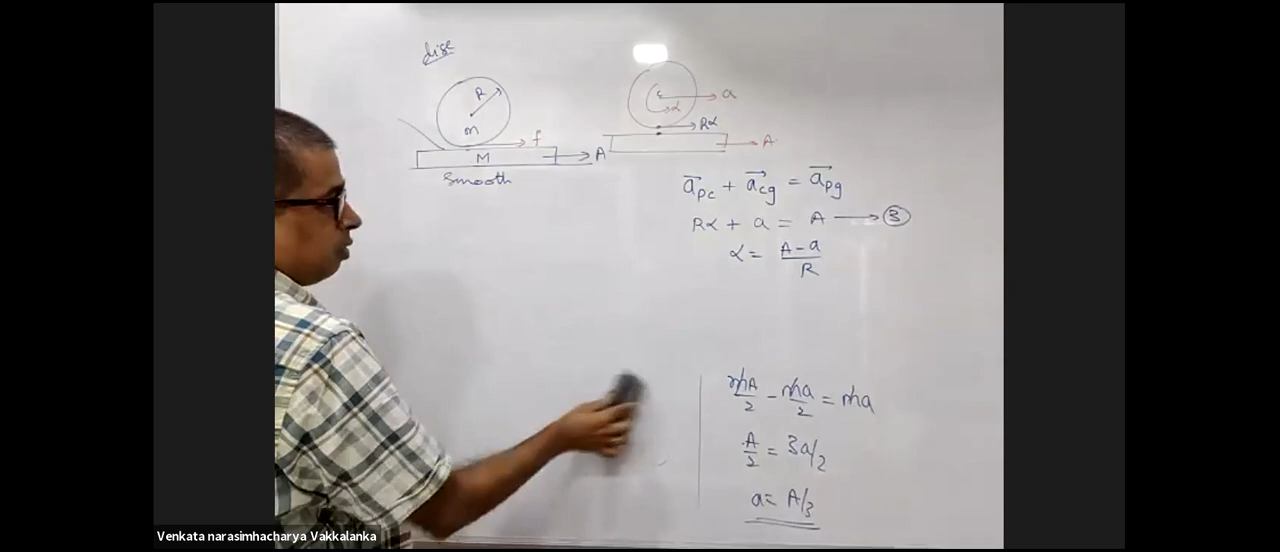 disc
R
m
f
M
A
Smooth
α
a
Rα
A
a⃗pc + a⃗cg = a⃗pg
Rα + a = A → ③
α = (A - a)/R
mA/2 - ma/2 = ma
A/2 = 3a/2
a = A/3
Venkata narasimhacharya Vakkalanka